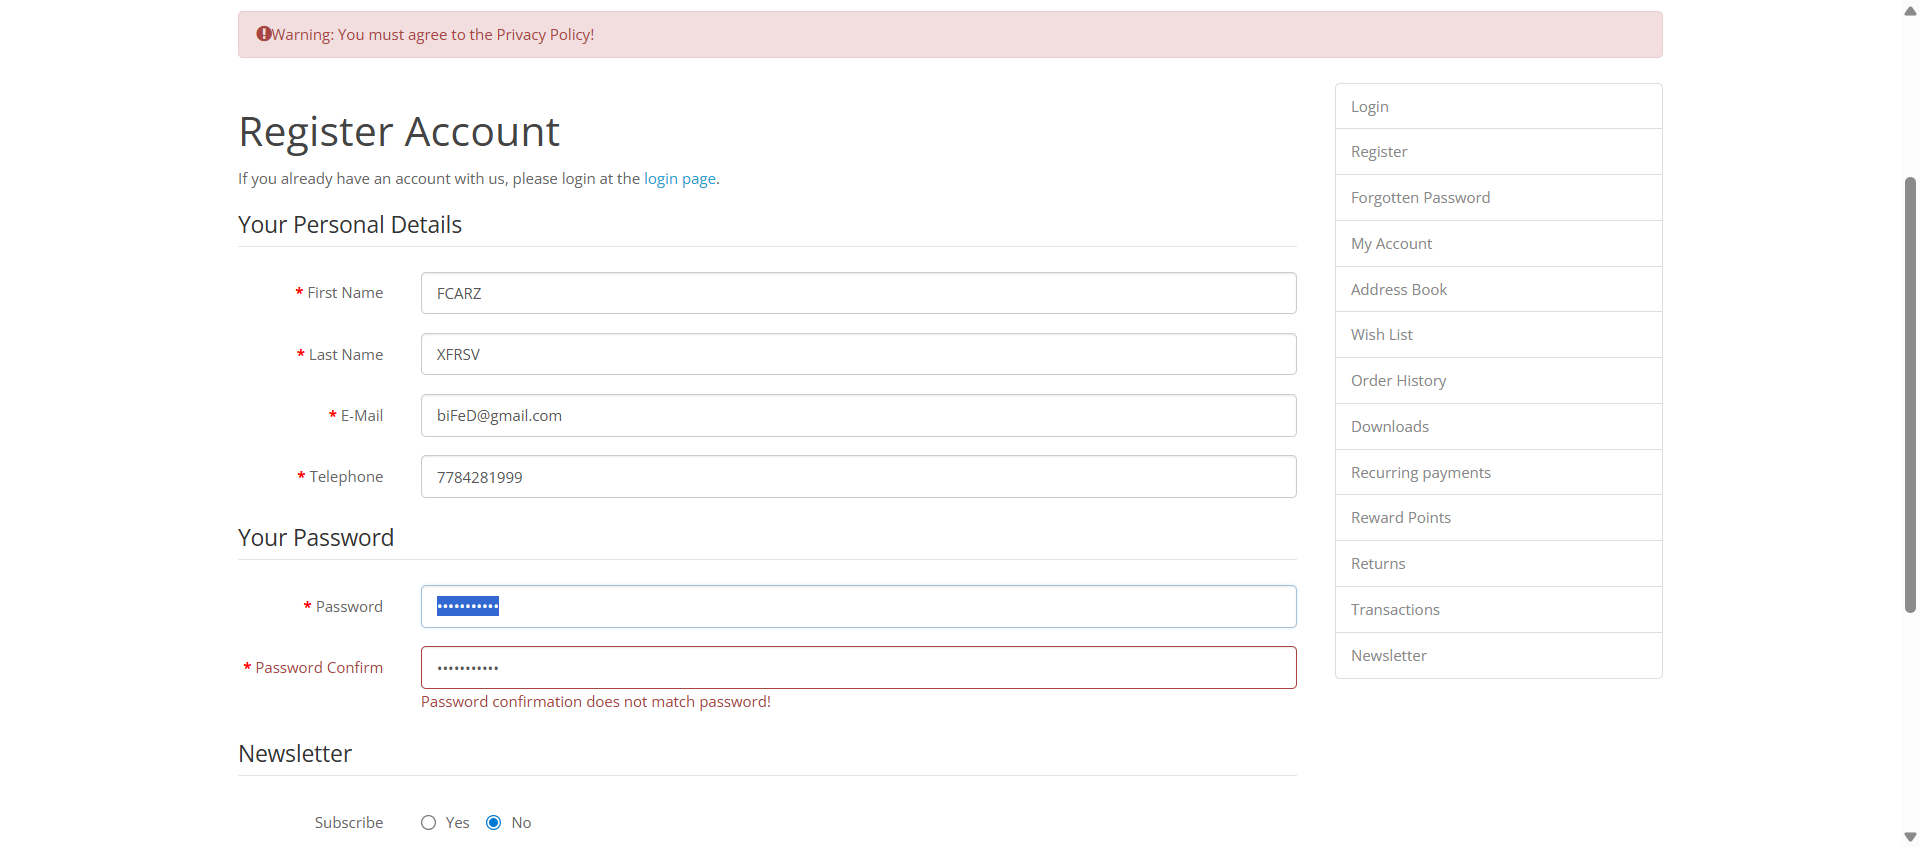 Warning: You must agree to the Privacy Policy!
Register Account
If you already have an account with us, please login at the login page.
Your Personal Details
* First Name
FCARZ
* Last Name
XFRSV
* E-Mail
biFeD@gmail.com
* Telephone
7784281999
Your Password
* Password
•••••••••••
* Password Confirm
•••••••••••
Password confirmation does not match password!
Newsletter
Subscribe
Yes
No
Login
Register
Forgotten Password
My Account
Address Book
Wish List
Order History
Downloads
Recurring payments
Reward Points
Returns
Transactions
Newsletter